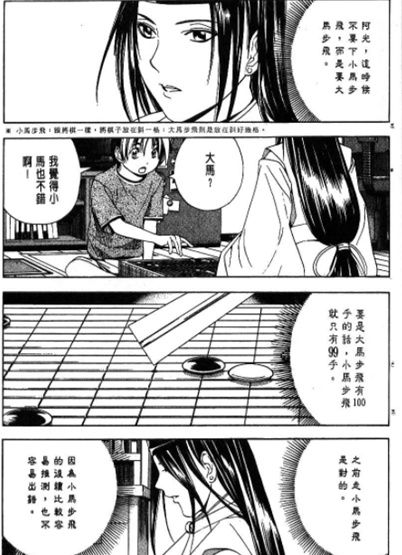 阿光，這時候
不要下小馬步
飛，而是要大
馬步飛。
※ 小馬步飛：跟將棋一樣，將棋子放在斜一格；大馬步飛則是放在斜好幾格。
大馬？
我覺得小
馬也不錯
啊！
要是大馬步飛有100
手的話，小馬步飛
就只有99手。
之前走小馬步飛
是對的。
因為小馬步飛
的後續比較容
易推測，也不
容易出錯。